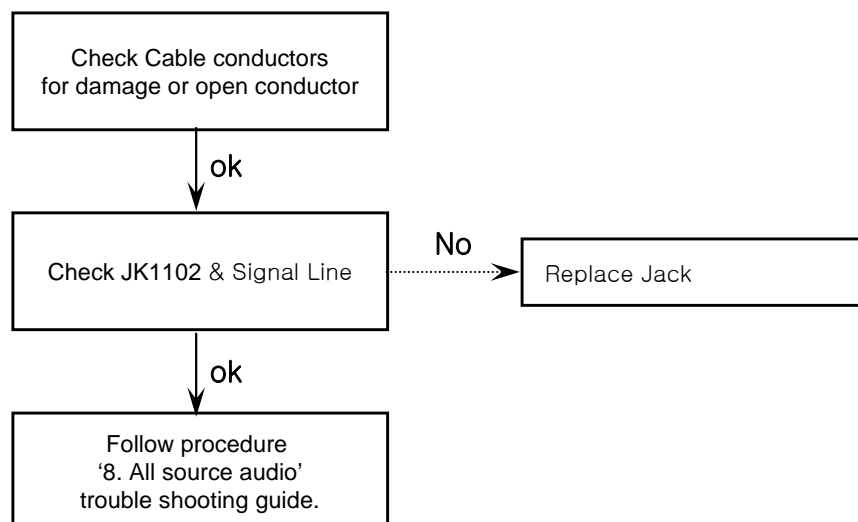 Check Cable conductors
for damage or open conductor
ok
Check JK1102 & Signal Line
No
Replace Jack
ok
Follow procedure
‘8. All source audio’
trouble shooting guide.